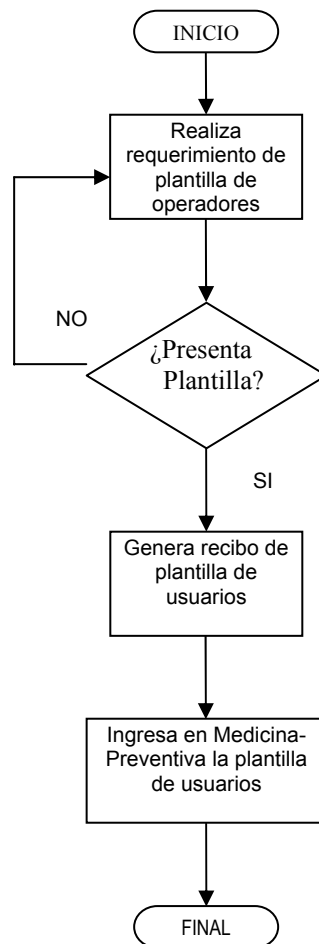 INICIO
Realiza
requerimiento de
plantilla de
operadores
NO
¿Presenta
Plantilla?
SI
Genera recibo de
plantilla de
usuarios
Ingresa en Medicina-
Preventiva la plantilla
de usuarios
FINAL